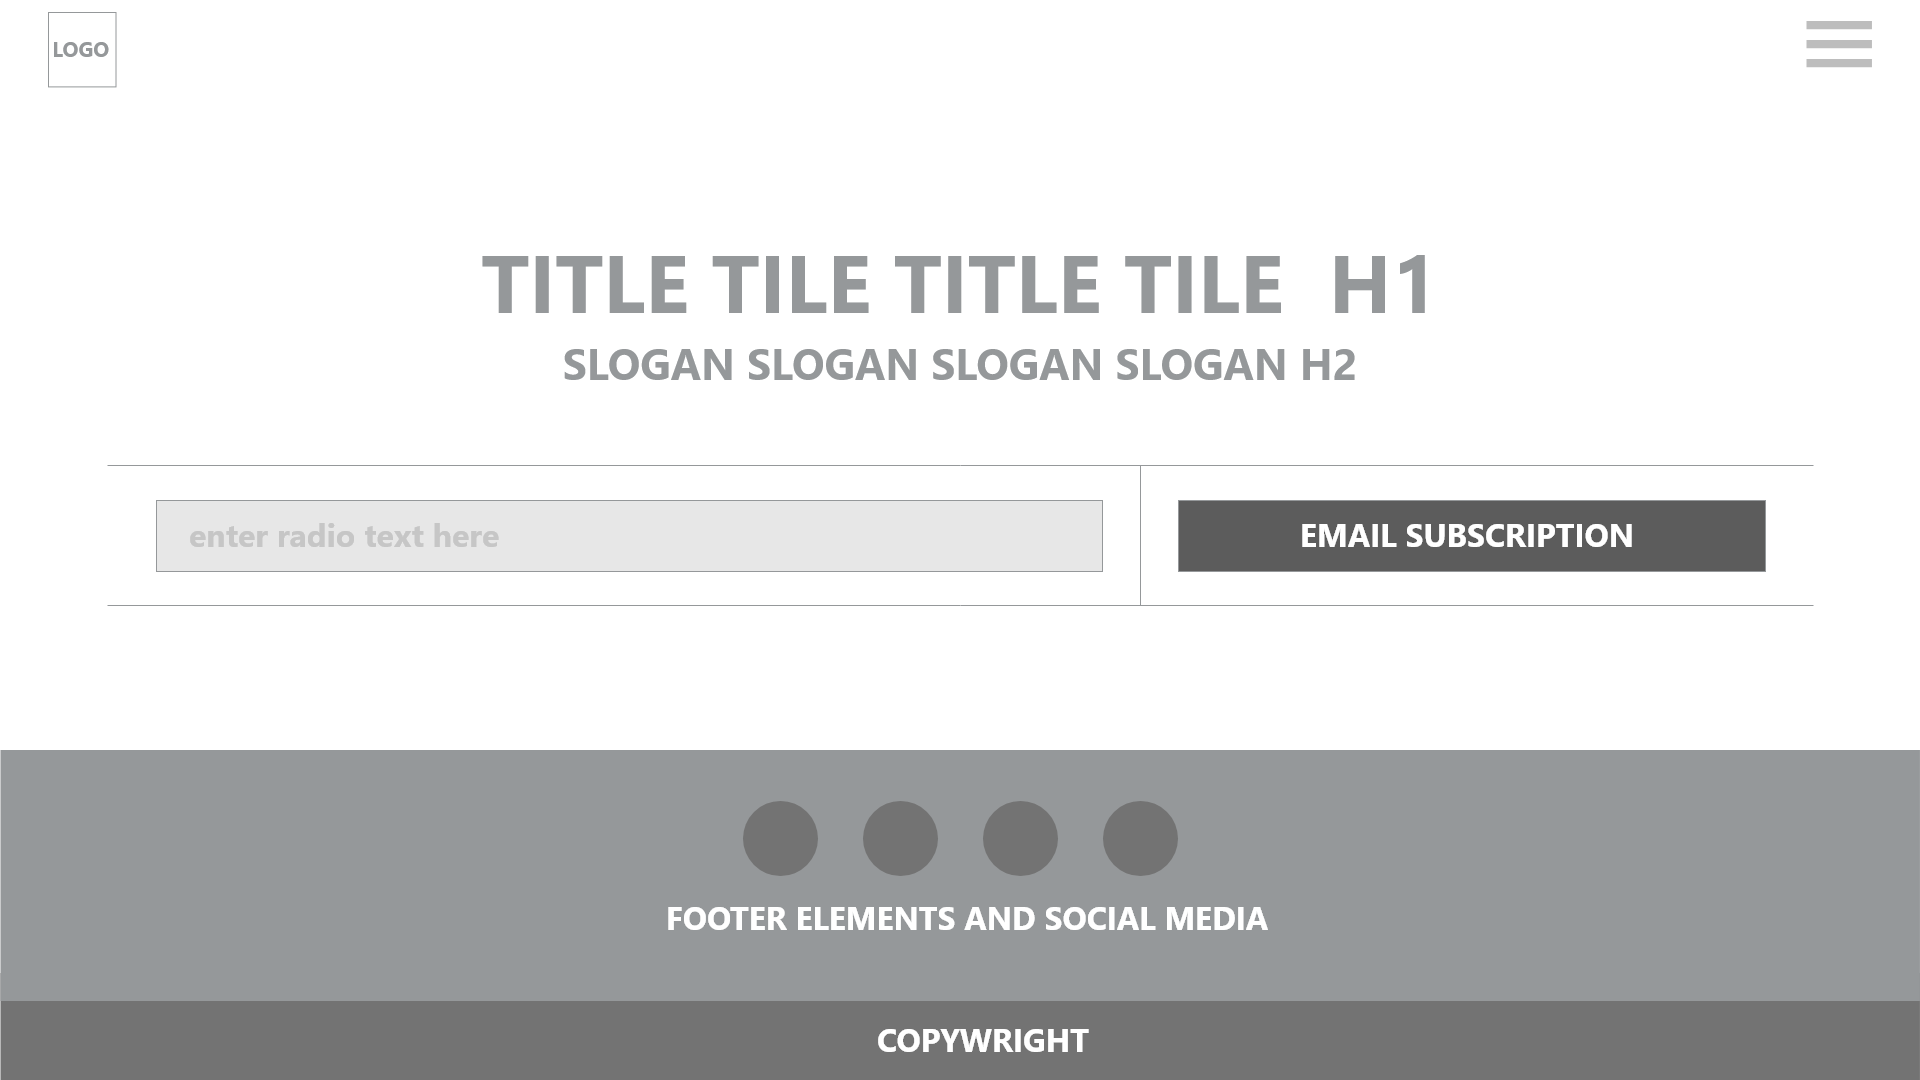 LOGO
TITLE TILE TITLE TILE  H1
SLOGAN SLOGAN SLOGAN SLOGAN H2
enter radio text here
EMAIL SUBSCRIPTION
FOOTER ELEMENTS AND SOCIAL MEDIA
COPYWRIGHT